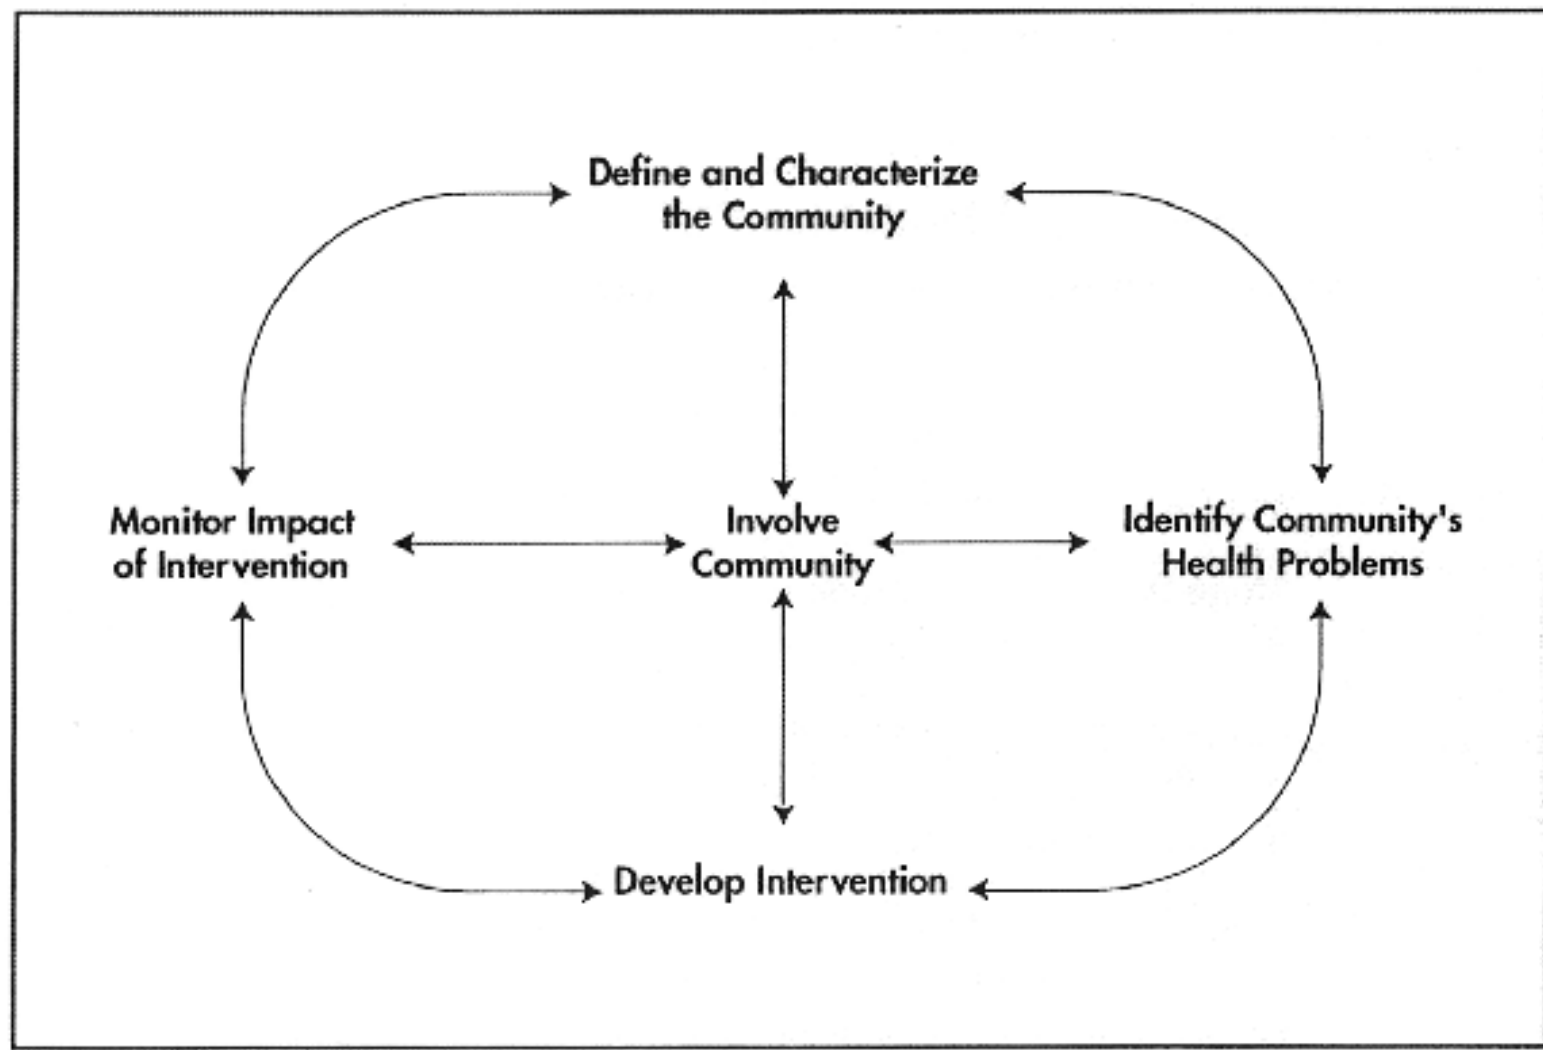 Define and Characterize
the Community
Monitor Impact
of Intervention
Involve
Community
Identify Community's
Health Problems
Develop Intervention